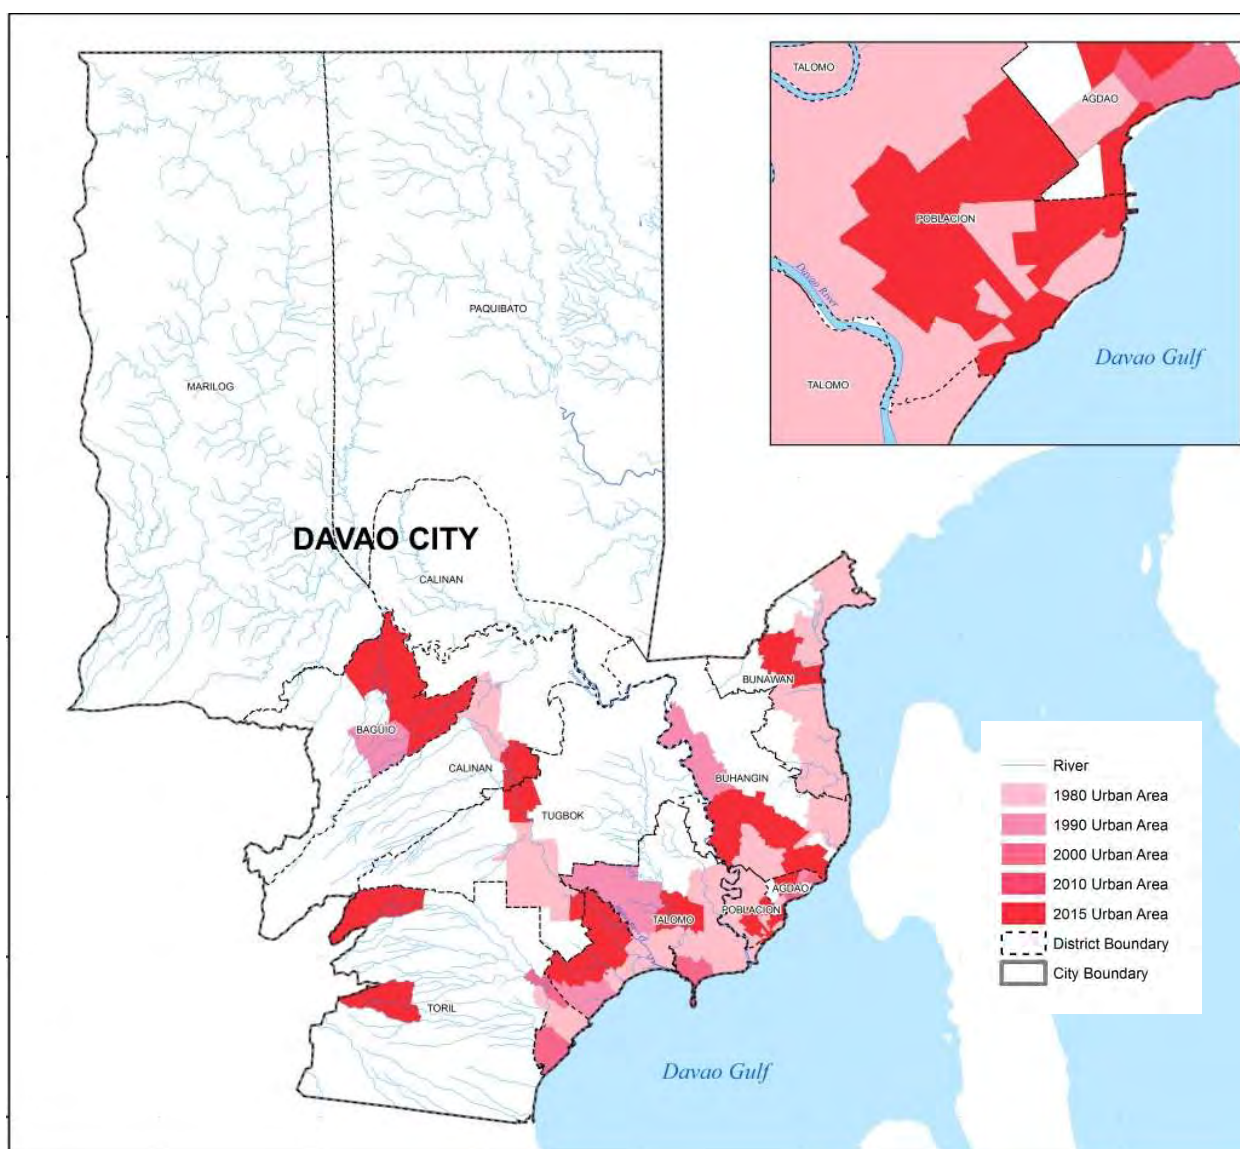 TALOMO
AGDAO
POBLACION
Davao River
TALOMO
Davao Gulf
PAQUIBATO
MARILOG
DAVAO CITY
CALINAN
BUNAWAN
BAGUIO
CALINAN
BUHANGIN
TUGBOK
AGDAO
POBLACION
TALOMO
TORIL
Davao Gulf
River
1980 Urban Area
1990 Urban Area
2000 Urban Area
2010 Urban Area
2015 Urban Area
District Boundary
City Boundary